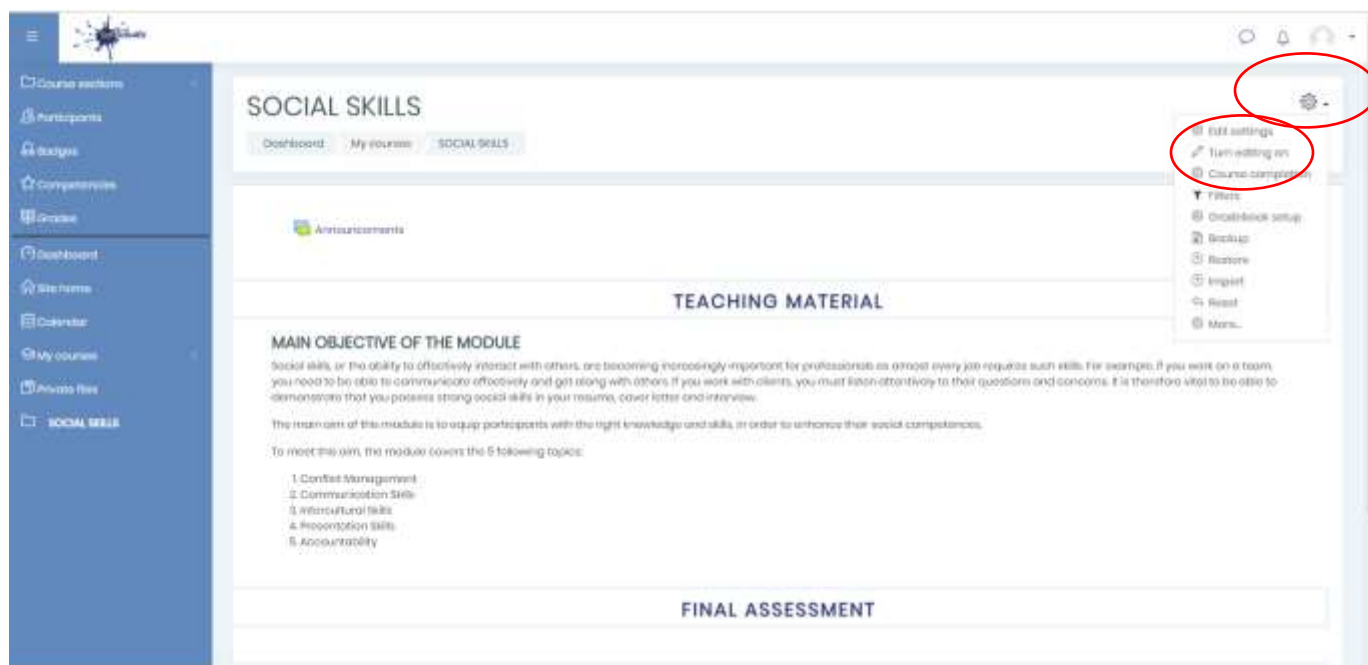 Course sections
Participants
Badges
Competencies
Grades
Dashboard
Site home
Calendar
My courses
Private files
SOCIAL SKILLS
SOCIAL SKILLS
Dashboard My courses SOCIAL SKILLS
Edit settings
Turn editing on
Course completion
Filters
Gradebook setup
Backup
Restore
Import
Reset
More...
Announcements
TEACHING MATERIAL
MAIN OBJECTIVE OF THE MODULE
Social skills, or the ability to effectively interact with others, are becoming increasingly important for professionals as almost every job requires such skills. For example, if you work on a team,
you need to be able to communicate effectively and get along with others. If you work with clients, you must listen attentively to their questions and concerns. It is therefore vital to be able to
demonstrate that you possess strong social skills in your resume, cover letter and interview.
The main aim of this module is to equip participants with the right knowledge and skills, in order to enhance their social competencies.
To meet this aim, the module covers the 5 following topics:
1. Conflict Management
2. Communication Skills
3. Intercultural Skills
4. Presentation Skills
5. Accountability
FINAL ASSESSMENT